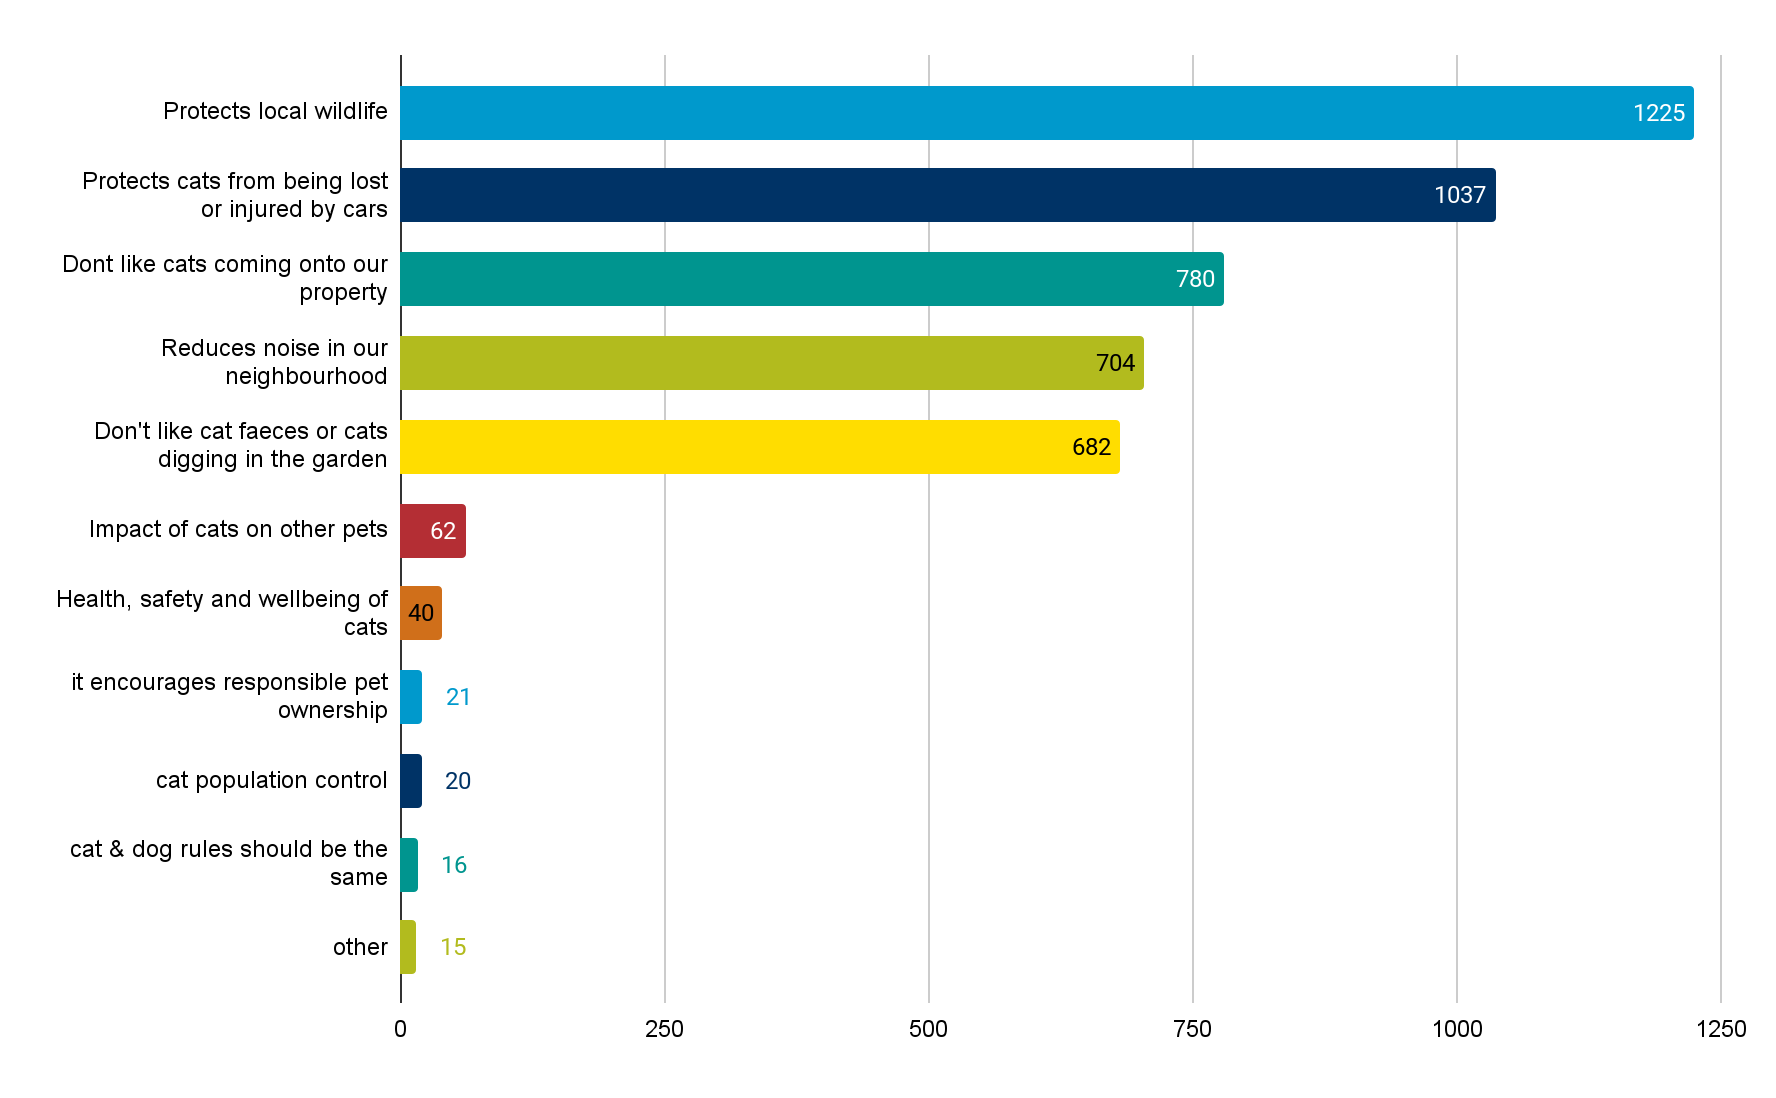 Protects local wildlife
1225
Protects cats from being lost
or injured by cars
1037
Dont like cats coming onto our
property
780
Reduces noise in our
neighbourhood
704
Don't like cat faeces or cats
digging in the garden
682
Impact of cats on other pets
62
Health, safety and wellbeing of
cats
40
it encourages responsible pet
ownership
21
cat population control
20
cat & dog rules should be the
same
16
other
15
0 250 500 750 1000 1250